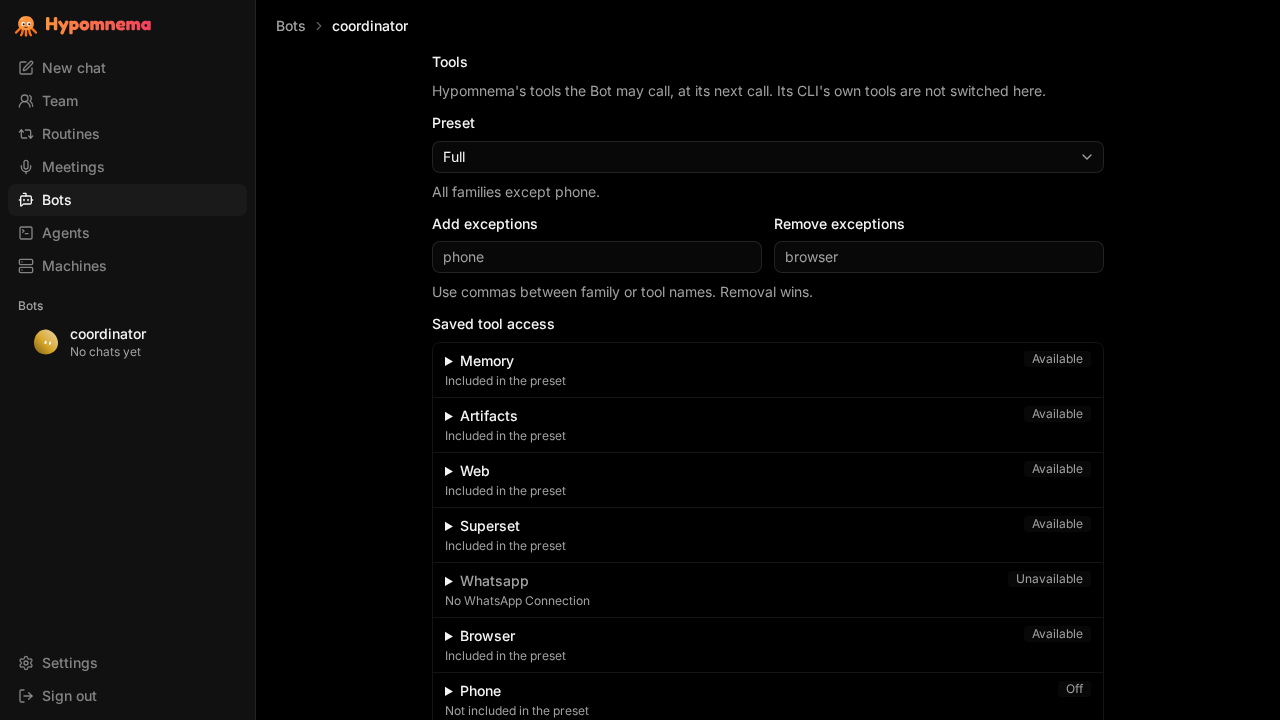 Hypomnema
New chat
Team
Routines
Meetings
Bots
Agents
Machines
Bots
coordinator
No chats yet
Settings
Sign out
Bots > coordinator
Tools
Hypomnema's tools the Bot may call, at its next call. Its CLI's own tools are not switched here.
Preset
Full
All families except phone.
Add exceptions
Remove exceptions
phone
browser
Use commas between family or tool names. Removal wins.
Saved tool access
Memory
Available
Included in the preset
Artifacts
Available
Included in the preset
Web
Available
Included in the preset
Superset
Available
Included in the preset
Whatsapp
Unavailable
No WhatsApp Connection
Browser
Available
Included in the preset
Phone
Off
Not included in the preset